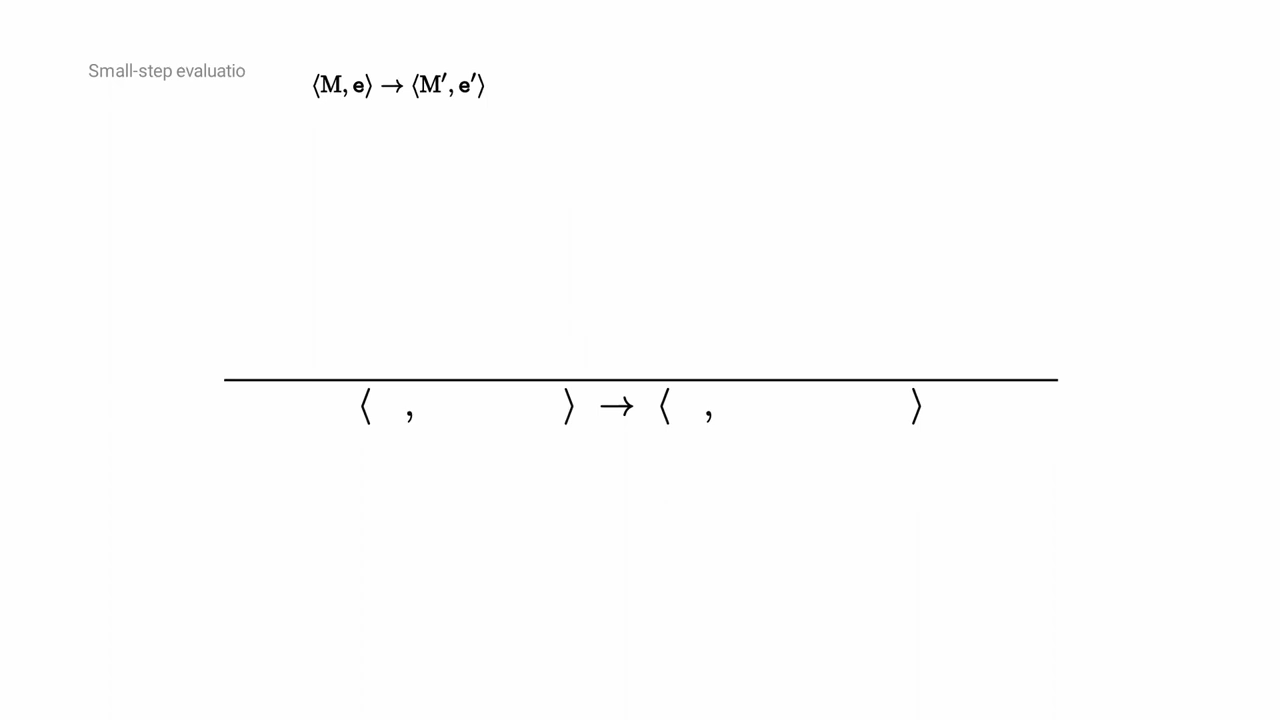 Small-step evaluatio
⟨M, e⟩ → ⟨M′, e′⟩
⟨ , ⟩ → ⟨ , ⟩